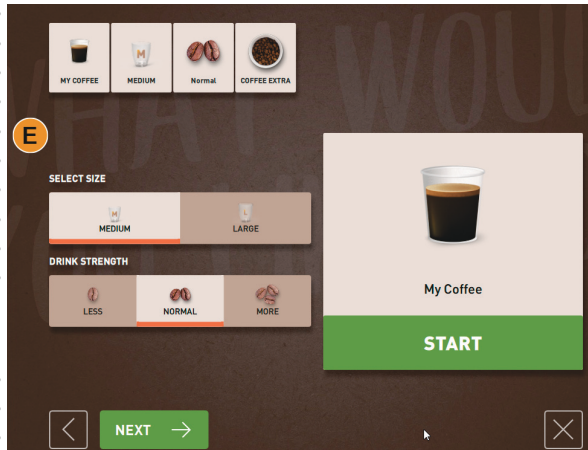 MY COFFEE
M
MEDIUM
Normal
COFFEE EXTRA
E
SELECT SIZE
M
MEDIUM
L
LARGE
DRINK STRENGTH
LESS
NORMAL
MORE
My Coffee
START
NEXT